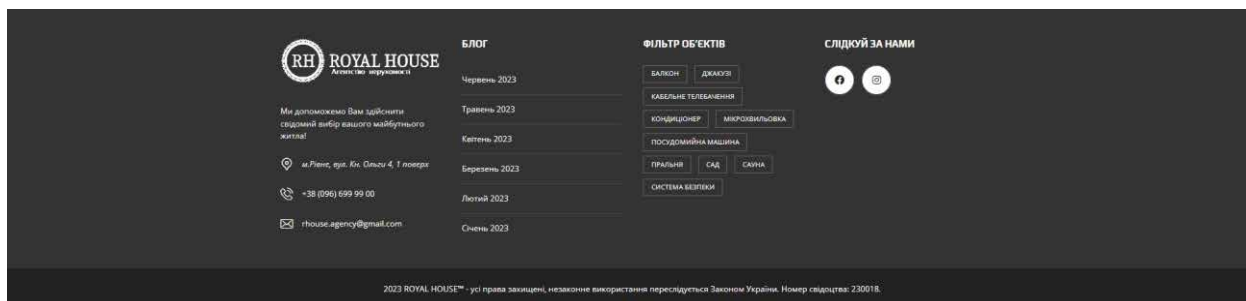 RH ROYAL HOUSE
Агентство нерухомості
Ми допоможемо Вам здійснити
свідомий вибір вашого майбутнього
житла!
м.Рівне, вул. Кн. Ольги 4, 1 поверх
+38 (096) 699 99 00
rhouse.agency@gmail.com
БЛОГ
Червень 2023
Травень 2023
Квітень 2023
Березень 2023
Лютий 2023
Січень 2023
ФІЛЬТР ОБ'ЄКТІВ
БАЛКОН ДЖАКУЗІ
КАБЕЛЬНЕ ТЕЛЕБАЧЕННЯ
КОНДИЦІОНЕР МІКРОХВИЛЬОВКА
ПОСУДОМИЙНА МАШИНА
ПРАЛЬНЯ САД САУНА
СИСТЕМА БЕЗПЕКИ
СЛІДКУЙ ЗА НАМИ
2023 ROYAL HOUSE™ - усі права захищені, незаконне використання переслідується Законом України. Номер свідоцтва: 230018.